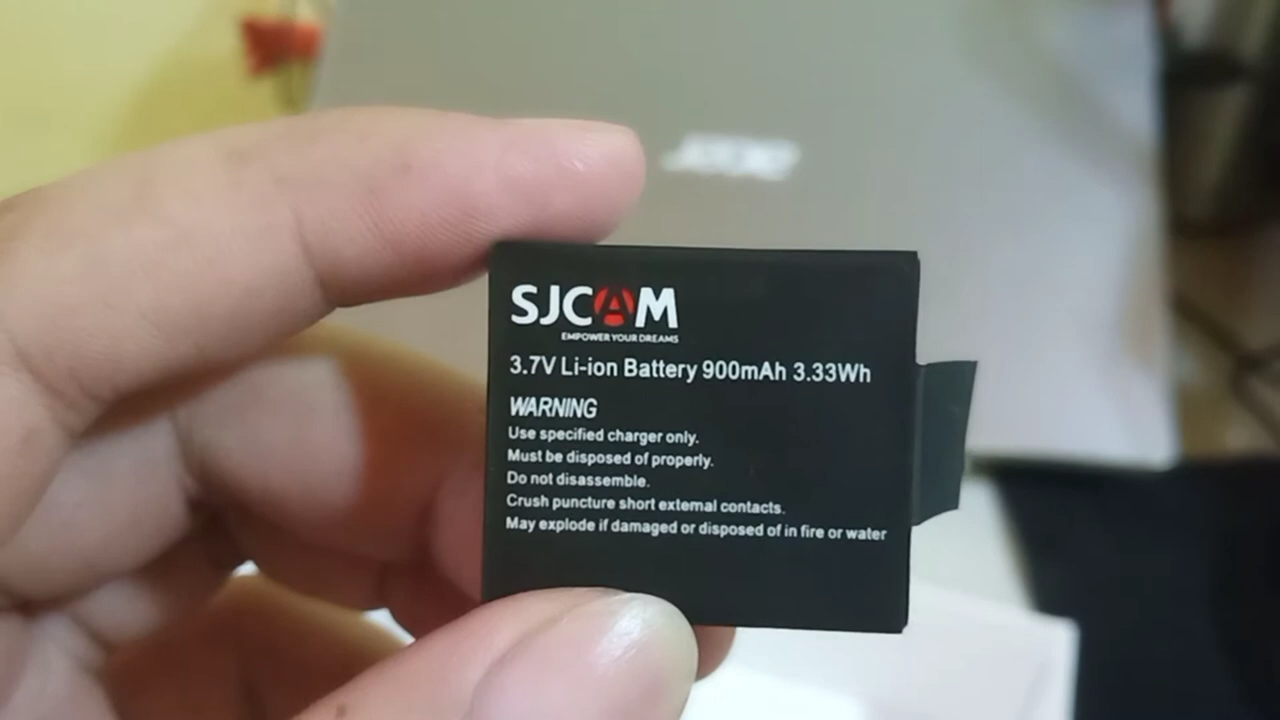 SJCAM
EMPOWER YOUR DREAMS
3.7V Li-ion Battery 900mAh 3.33Wh
WARNING
Use specified charger only.
Must be disposed of properly.
Do not disassemble.
Crush puncture short external contacts.
May explode if damaged or disposed of in fire or water